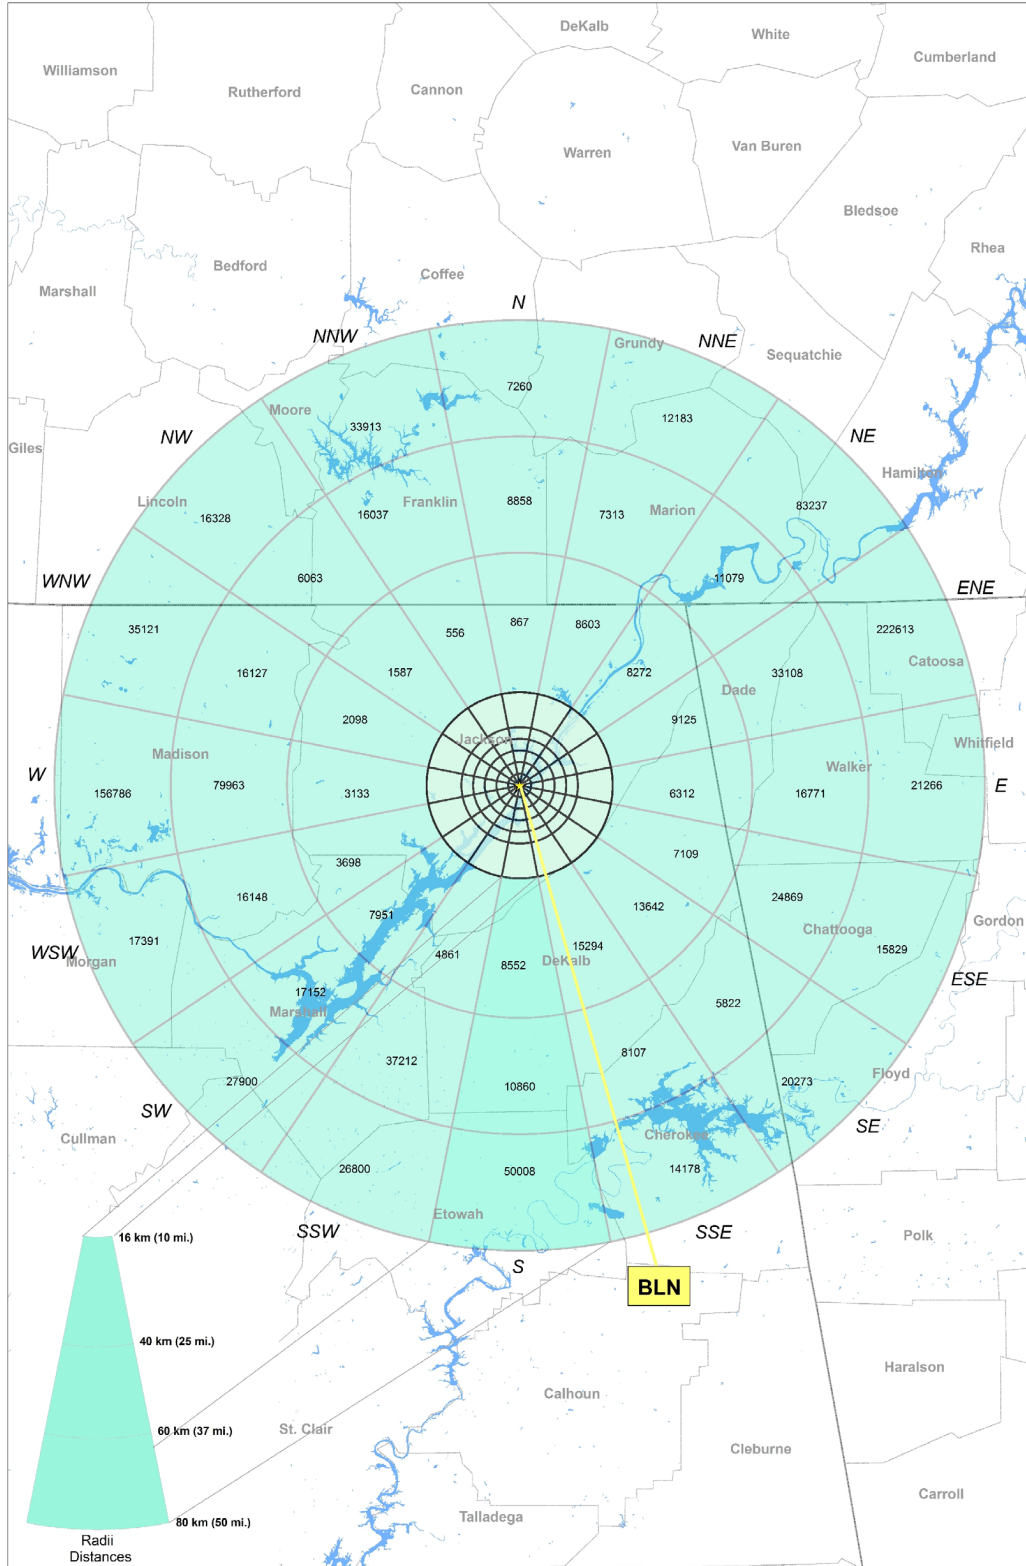 DeKalb
White
Cumberland
Williamson
Rutherford
Cannon
Warren
Van Buren
Bledsoe
Rhea
Marshall
Bedford
Coffee
N
NNW
NNE
Grundy
Sequatchie
7260
Moore
33913
12183
NW
NE
Giles
Hamilton
Lincoln
16328
16037
Franklin
8858
7313
Marion
83237
WNW
6063
11079
ENE
35121
556
867
8603
222613
16127
1587
8272
33108
Catoosa
Dade
2098
9125
Jackson
Whitfield
Madison
Walker
W
156786
79963
3133
6312
16771
21266
E
3698
7109
16148
7951
13642
24869
Gordon
WSW
Morgan
17391
4861
8552
15294
DeKalb
Chattooga
15829
ESE
17152
Marshall
5822
37212
8107
27900
10860
20273
Floyd
SW
SE
Cullman
Cherokee
26800
50008
14178
Etowah
SSW
SSE
S
Polk
16 km (10 mi.)
BLN
40 km (25 mi.)
Haralson
Calhoun
60 km (37 mi.)
St. Clair
Cleburne
Carroll
80 km (50 mi.)
Talladega
Radii
Distances